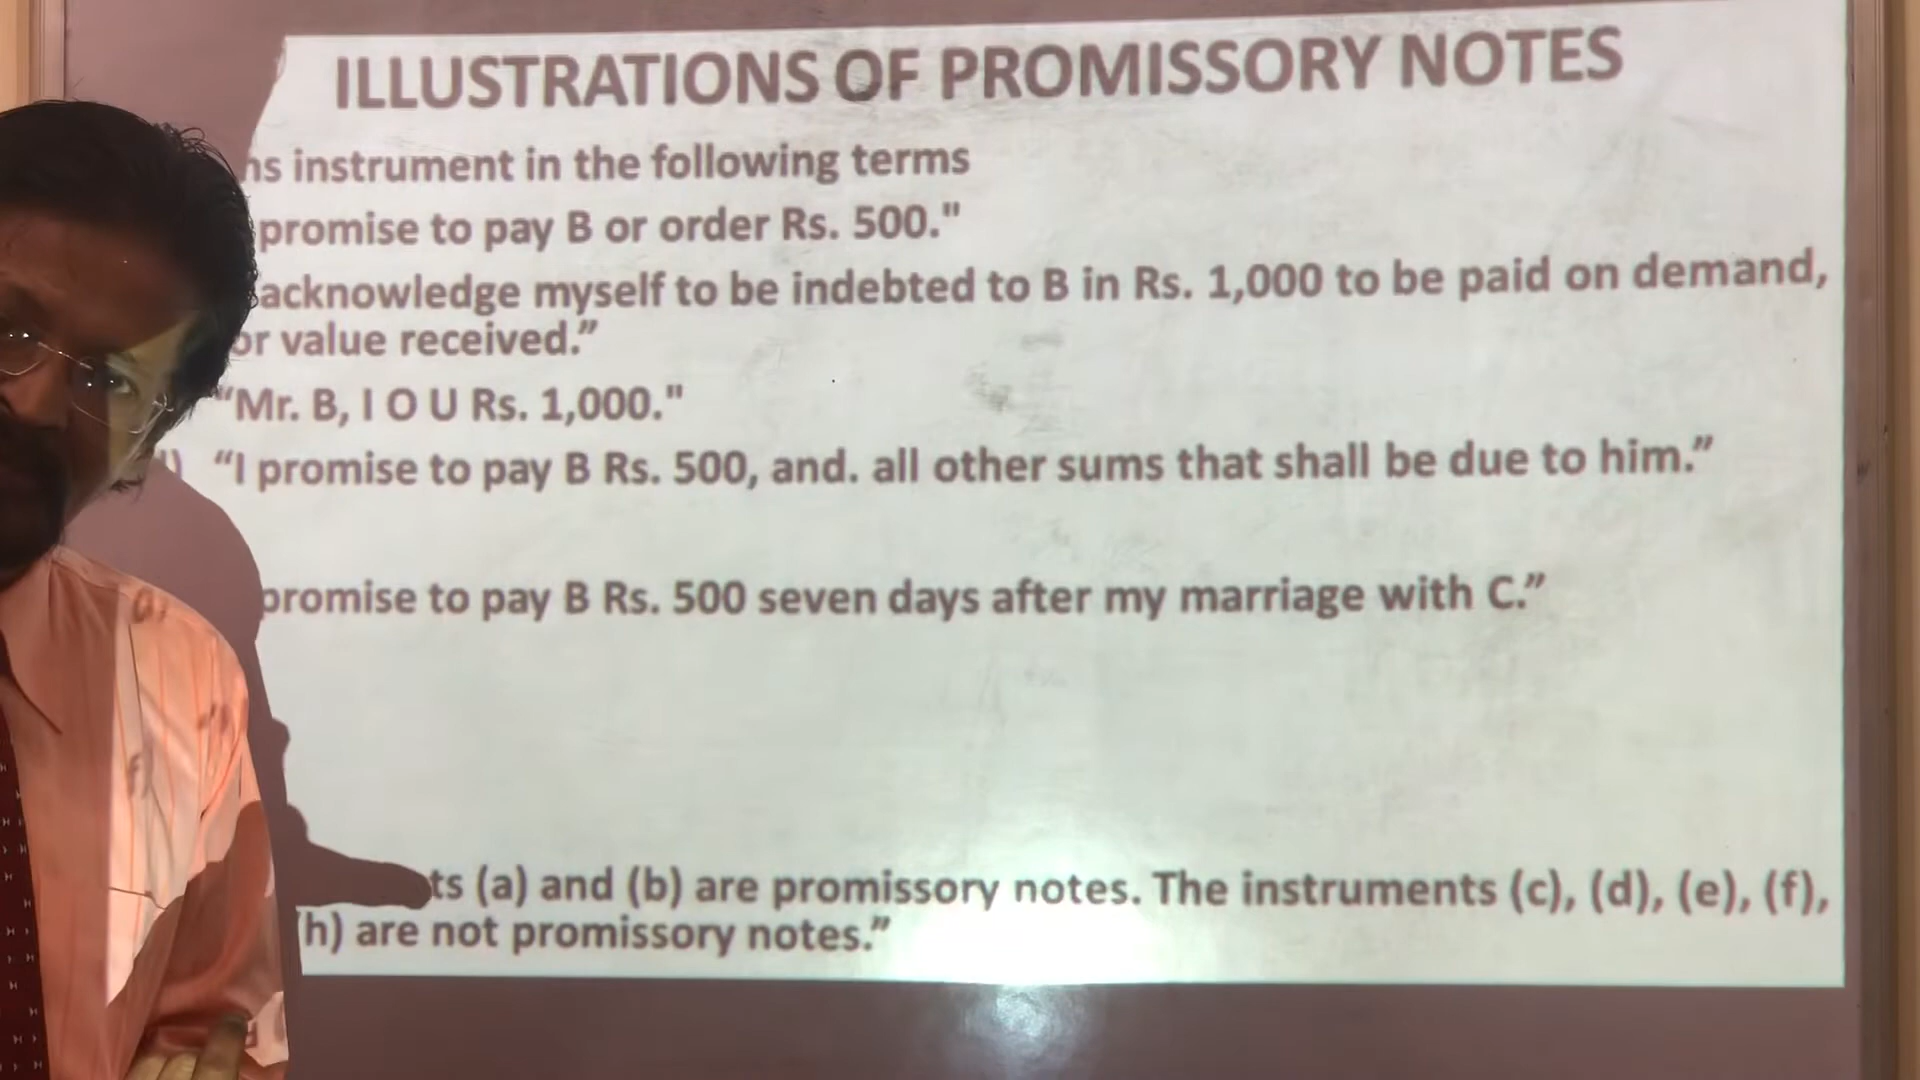 ILLUSTRATIONS OF PROMISSORY NOTES
instrument in the following terms
promise to pay B or order Rs. 500."
acknowledge myself to be indebted to B in Rs. 1,000 to be paid on demand,
or value received.”
“Mr. B, I O U Rs. 1,000."
“I promise to pay B Rs. 500, and. all other sums that shall be due to him.”
promise to pay B Rs. 500 seven days after my marriage with C.”
ts (a) and (b) are promissory notes. The instruments (c), (d), (e), (f),
h) are not promissory notes.”